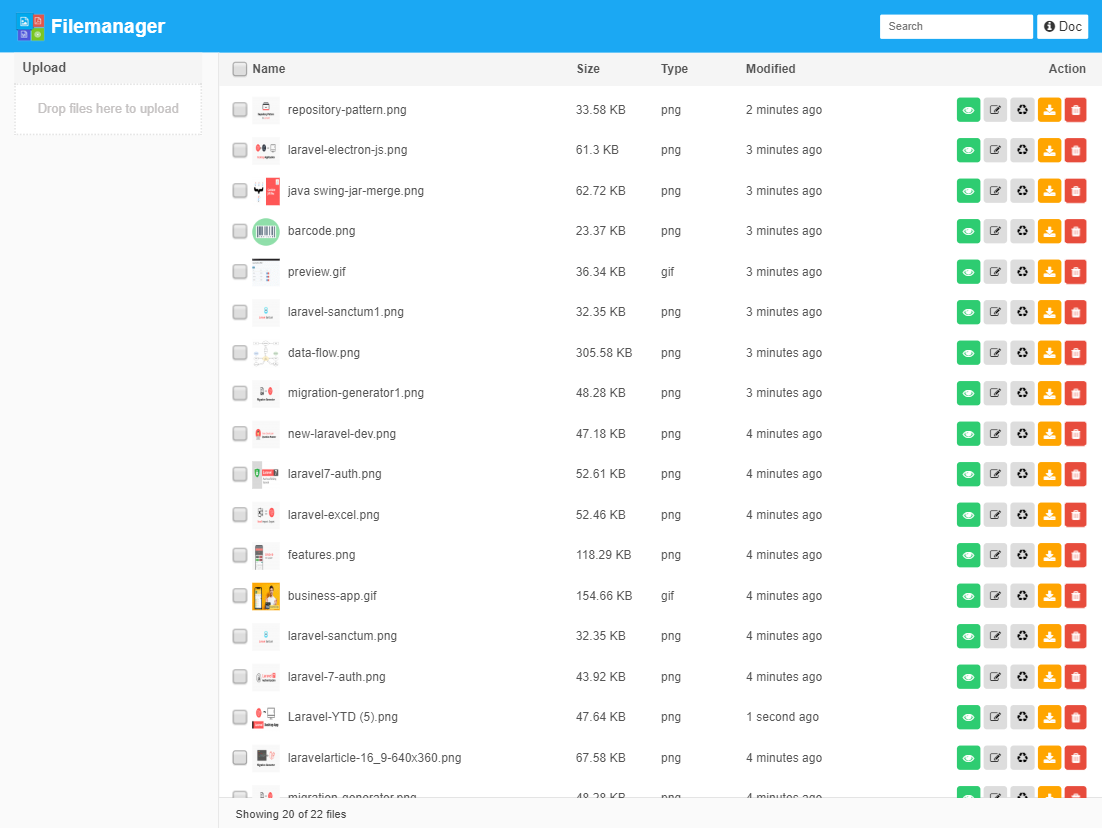 Filemanager
Search
Doc
Upload
Drop files here to upload
Name Size Type Modified Action
repository-pattern.png 33.58 KB png 2 minutes ago
laravel-electron-js.png 61.3 KB png 3 minutes ago
java swing-jar-merge.png 62.72 KB png 3 minutes ago
barcode.png 23.37 KB png 3 minutes ago
preview.gif 36.34 KB gif 3 minutes ago
laravel-sanctum1.png 32.35 KB png 3 minutes ago
data-flow.png 305.58 KB png 3 minutes ago
migration-generator1.png 48.28 KB png 3 minutes ago
new-laravel-dev.png 47.18 KB png 4 minutes ago
laravel7-auth.png 52.61 KB png 4 minutes ago
laravel-excel.png 52.46 KB png 4 minutes ago
features.png 118.29 KB png 4 minutes ago
business-app.gif 154.66 KB gif 4 minutes ago
laravel-sanctum.png 32.35 KB png 4 minutes ago
laravel-7-auth.png 43.92 KB png 4 minutes ago
Laravel-YTD (5).png 47.64 KB png 1 second ago
laravelarticle-16_9-640x360.png 67.58 KB png 4 minutes ago
migration-generator.png 48.28 KB png 4 minutes ago
Showing 20 of 22 files